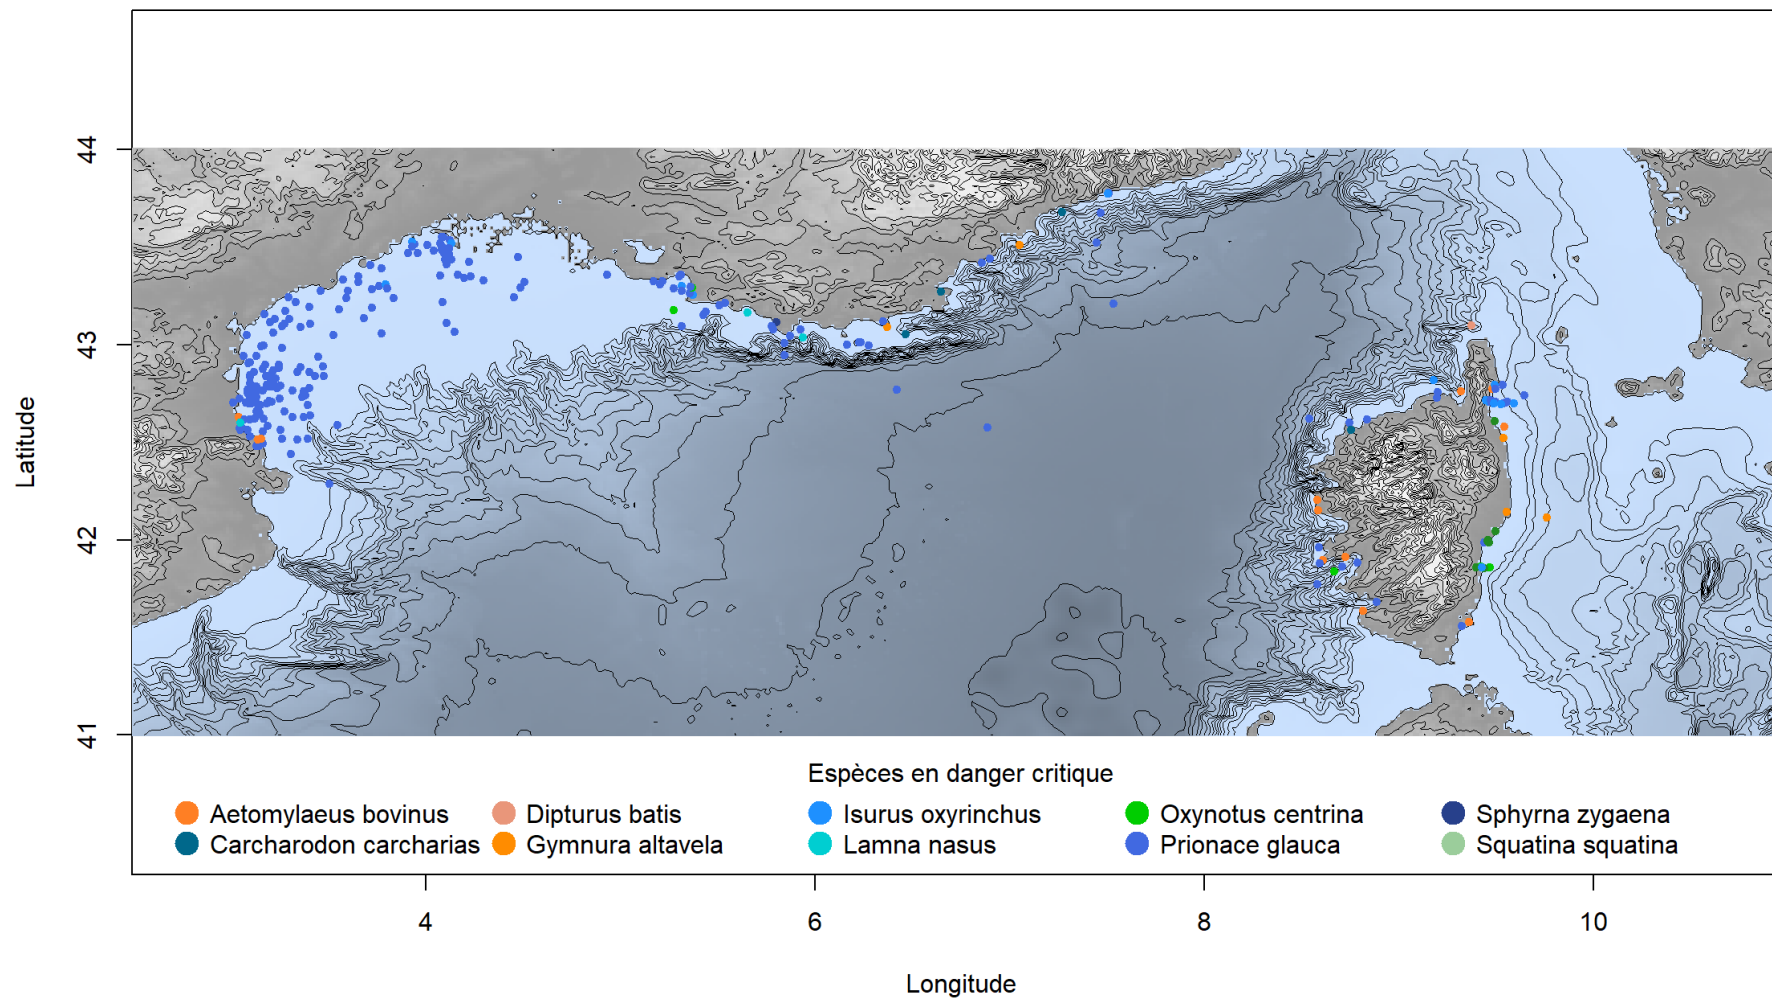 44
43
42
41
Latitude
Espèces en danger critique
Aetomylaeus bovinus Dipturus batis Isurus oxyrinchus Oxynotus centrina Sphyrna zygaena
Carcharodon carcharias Gymnura altavela Lamna nasus Prionace glauca Squatina squatina
4 6 8 10
Longitude